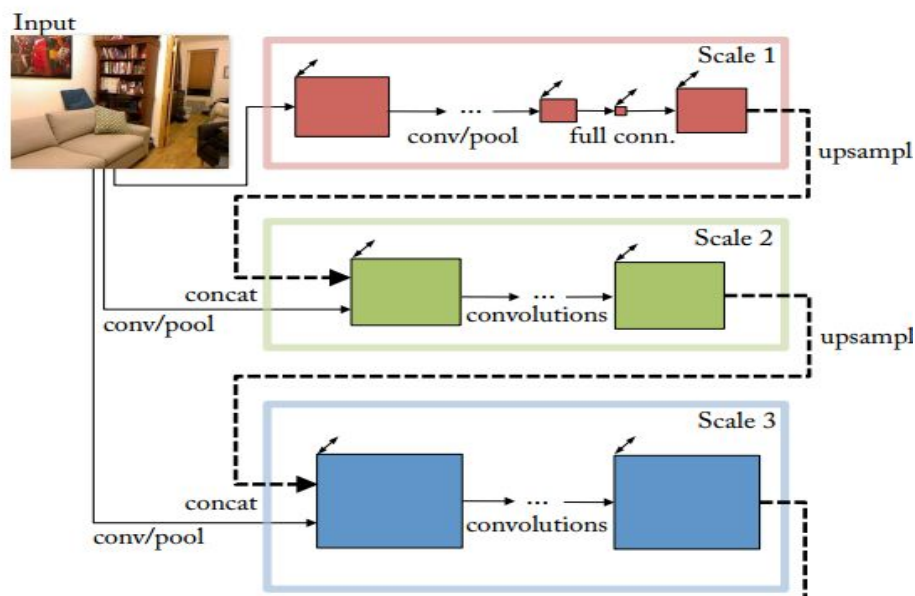 Input
Scale 1
...
conv/pool
full conn.
upsampl
Scale 2
concat
...
conv/pool
convolutions
upsampl
Scale 3
concat
...
conv/pool
convolutions